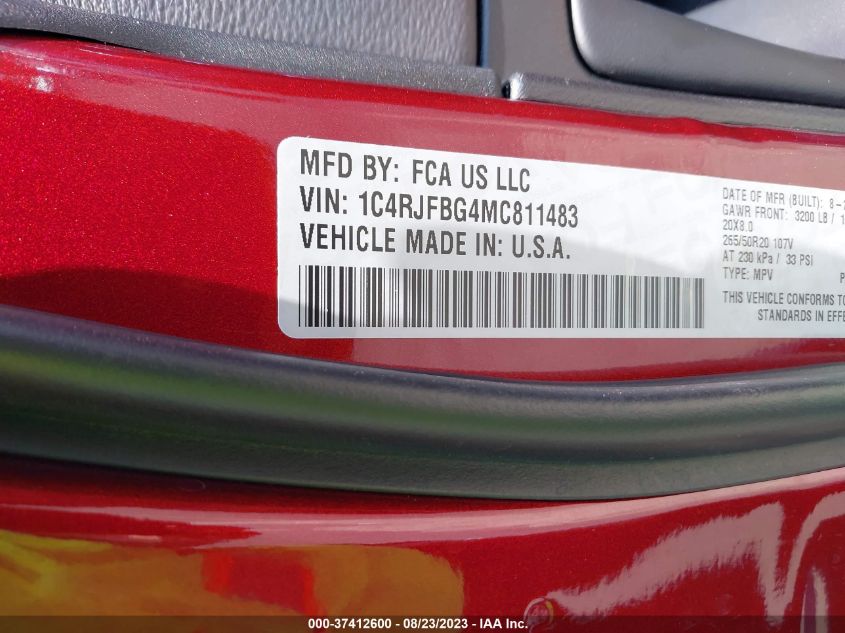 MFD BY: FCA US LLC
VIN: 1C4RJFBG4MC811483
VEHICLE MADE IN: U.S.A.
DATE OF MFR (BUILT): 8-
GAWR FRONT: 3200 LB /
20X8.0
265/50R20 107V
AT 230 kPa / 33 PSI
TYPE: MPV P
THIS VEHICLE CONFORMS TO
STANDARDS IN EFFE
000-37412600 - 08/23/2023 - IAA Inc.